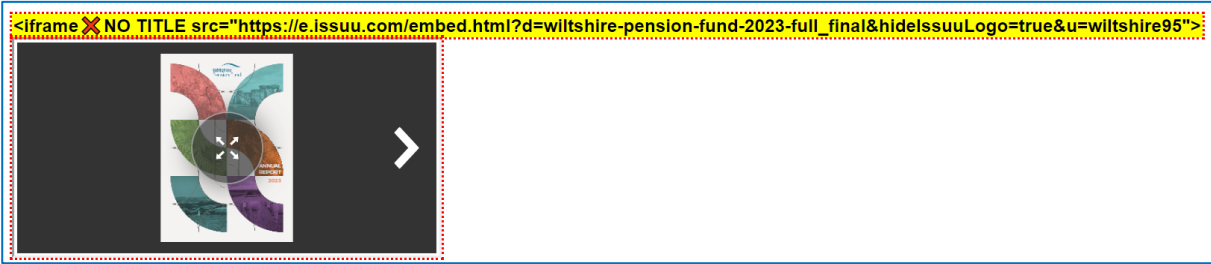 <iframe ❌NO TITLE src="https://e.issuu.com/embed.html?d=wiltshire-pension-fund-2023-full_final&hideIssuuLogo=true&u=wiltshire95">
ANNUAL
REPORT
2023